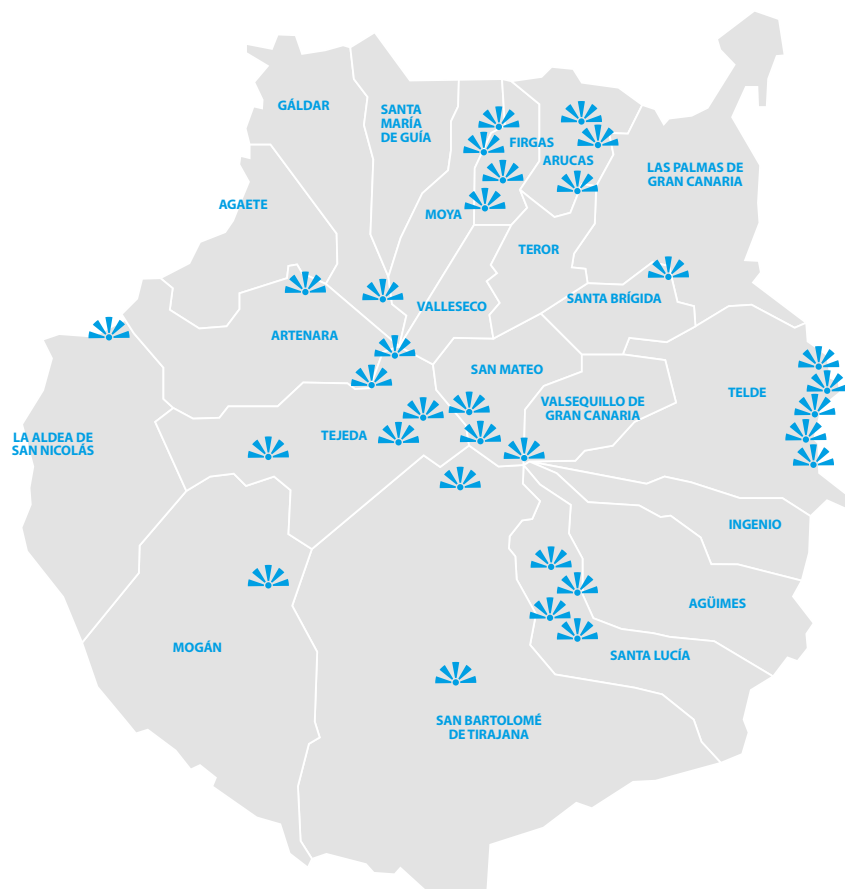 GÁLDAR
SANTA
MARÍA
DE GUÍA
FIRGAS
ARUCAS
LAS PALMAS DE
GRAN CANARIA
AGAETE
MOYA
TEROR
SANTA BRÍGIDA
VALLESECO
ARTENARA
SAN MATEO
VALSEQUILLO DE
GRAN CANARIA
TELDE
TEJEDA
LA ALDEA DE
SAN NICOLÁS
INGENIO
AGÜIMES
MOGÁN
SANTA LUCÍA
SAN BARTOLOMÉ
DE TIRAJANA